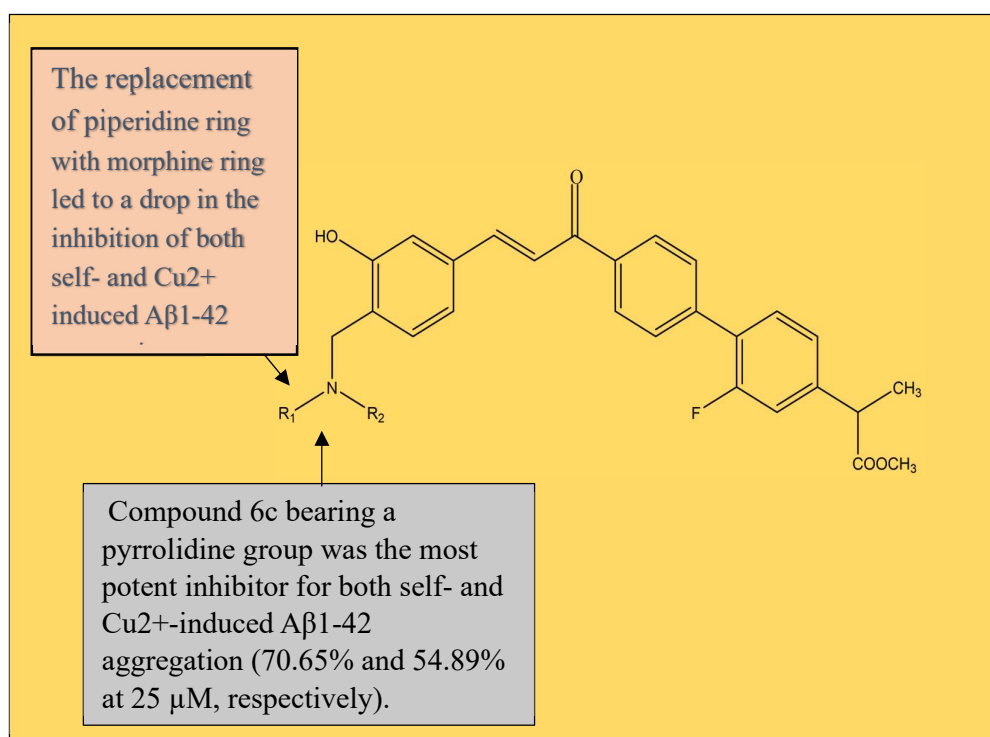 The replacement
of piperidine ring
with morphine ring
led to a drop in the
inhibition of both
self- and Cu2+
induced Aβ1-42
O
HO
N
R1
R2
F
CH3
COOCH3
Compound 6c bearing a
pyrrolidine group was the most
potent inhibitor for both self- and
Cu2+-induced Aβ1-42
aggregation (70.65% and 54.89%
at 25 μM, respectively).